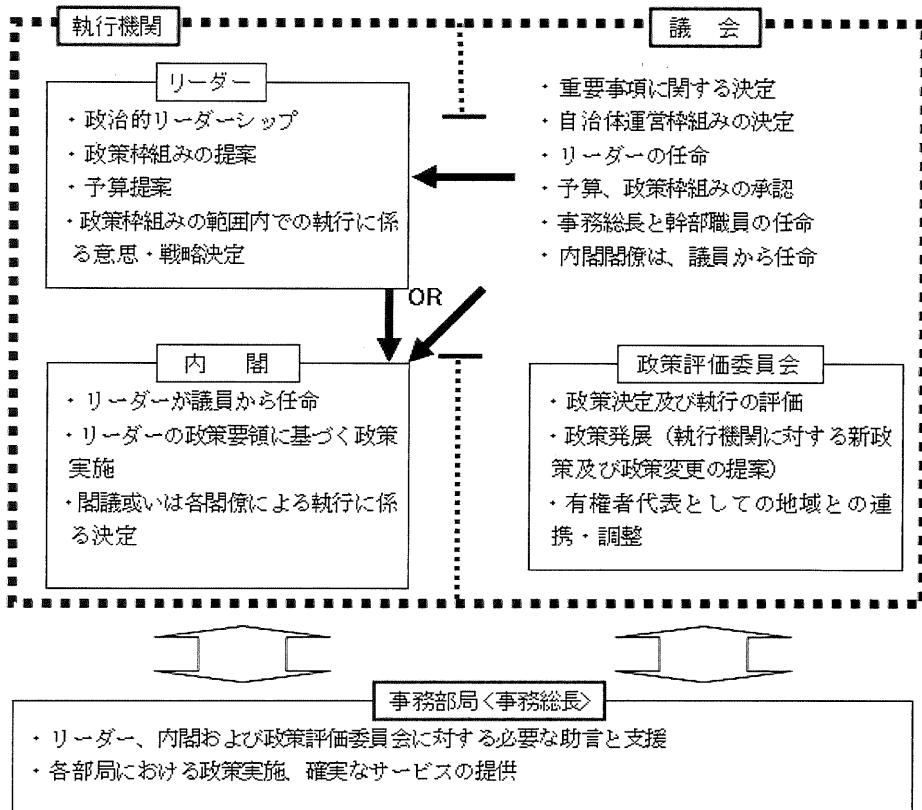 執行機関
リーダー
・政治的リーダーシップ
・政策枠組みの提案
・予算提案
・政策枠組みの範囲内での執行に係
る意思・戦略決定
議 会
・重要事項に関する決定
・自治体運営枠組みの決定
・リーダーの任命
・予算、政策枠組みの承認
・事務総長と幹部職員の任命
・内閣閣僚は、議員から任命
OR
内 閣
・リーダーが議員から任命
・リーダーの政策要領に基づく政策
実施
・閣議或いは各閣僚による執行に係
る決定
政策評価委員会
・政策決定及び執行の評価
・政策発展（執行機関に対する新政
策及び政策変更の提案）
・有権者代表としての地域との連
携・調整
事務部局<事務総長>
・リーダー、内閣および政策評価委員会に対する必要な助言と支援
・各部局における政策実施、確実なサービスの提供